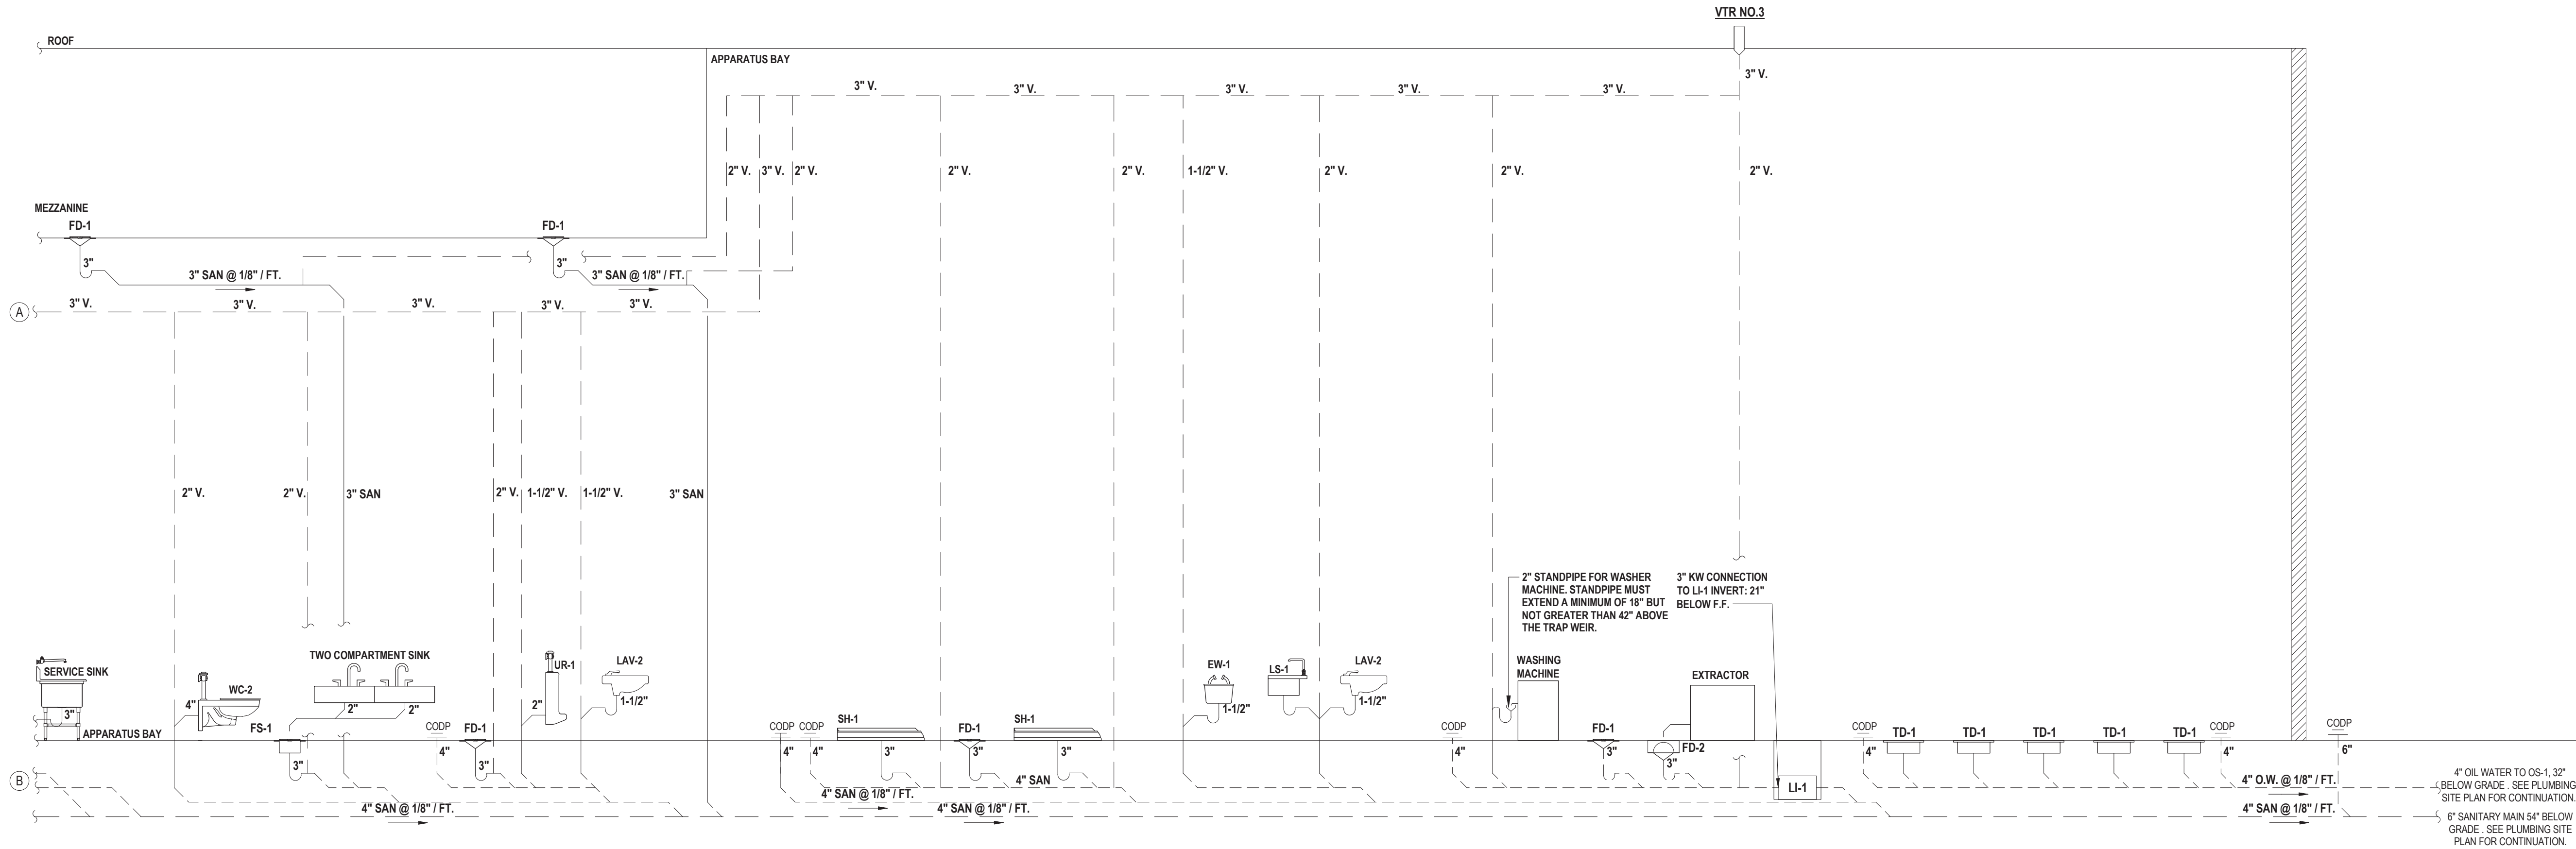 VTR NO.3
ROOF
APPARATUS BAY
3" V.
3" V.
3" V.
3" V.
3" V.
3" V.
2" V.
3" V.
2" V.
2" V.
2" V.
1-1/2" V.
2" V.
2" V.
2" V.
MEZZANINE
FD-1
FD-1
3"
3"
3" SAN @ 1/8" / FT.
3" SAN @ 1/8" / FT.
A
3" V.
3" V.
3" V.
3" V.
3" V.
2" V.
2" V.
3" SAN
2" V.
1-1/2" V.
1-1/2" V.
3" SAN
2" STANDPIPE FOR WASHER
MACHINE. STANDPIPE MUST
EXTEND A MINIMUM OF 18" BUT
NOT GREATER THAN 42" ABOVE
THE TRAP WEIR.
3" KW CONNECTION
TO LI-1 INVERT: 21"
BELOW F.F.
SERVICE SINK
3"
WC-2
4"
TWO COMPARTMENT SINK
2"
2"
UR-1
2"
LAV-2
1-1/2"
EW-1
1-1/2"
LS-1
LAV-2
1-1/2"
WASHING
MACHINE
EXTRACTOR
APPARATUS BAY
FS-1
3"
CODP
4"
FD-1
3"
CODP
4"
CODP
4"
SH-1
3"
FD-1
3"
SH-1
3"
CODP
4"
FD-1
3"
FD-2
3"
LI-1
CODP
4"
TD-1
TD-1
TD-1
TD-1
TD-1
CODP
4"
CODP
6"
B
4" SAN
4" SAN @ 1/8" / FT.
4" SAN @ 1/8" / FT.
4" SAN @ 1/8" / FT.
4" O.W. @ 1/8" / FT.
4" SAN @ 1/8" / FT.
4" OIL WATER TO OS-1, 32"
BELOW GRADE . SEE PLUMBING
SITE PLAN FOR CONTINUATION.
6" SANITARY MAIN 54" BELOW
GRADE . SEE PLUMBING SITE
PLAN FOR CONTINUATION.